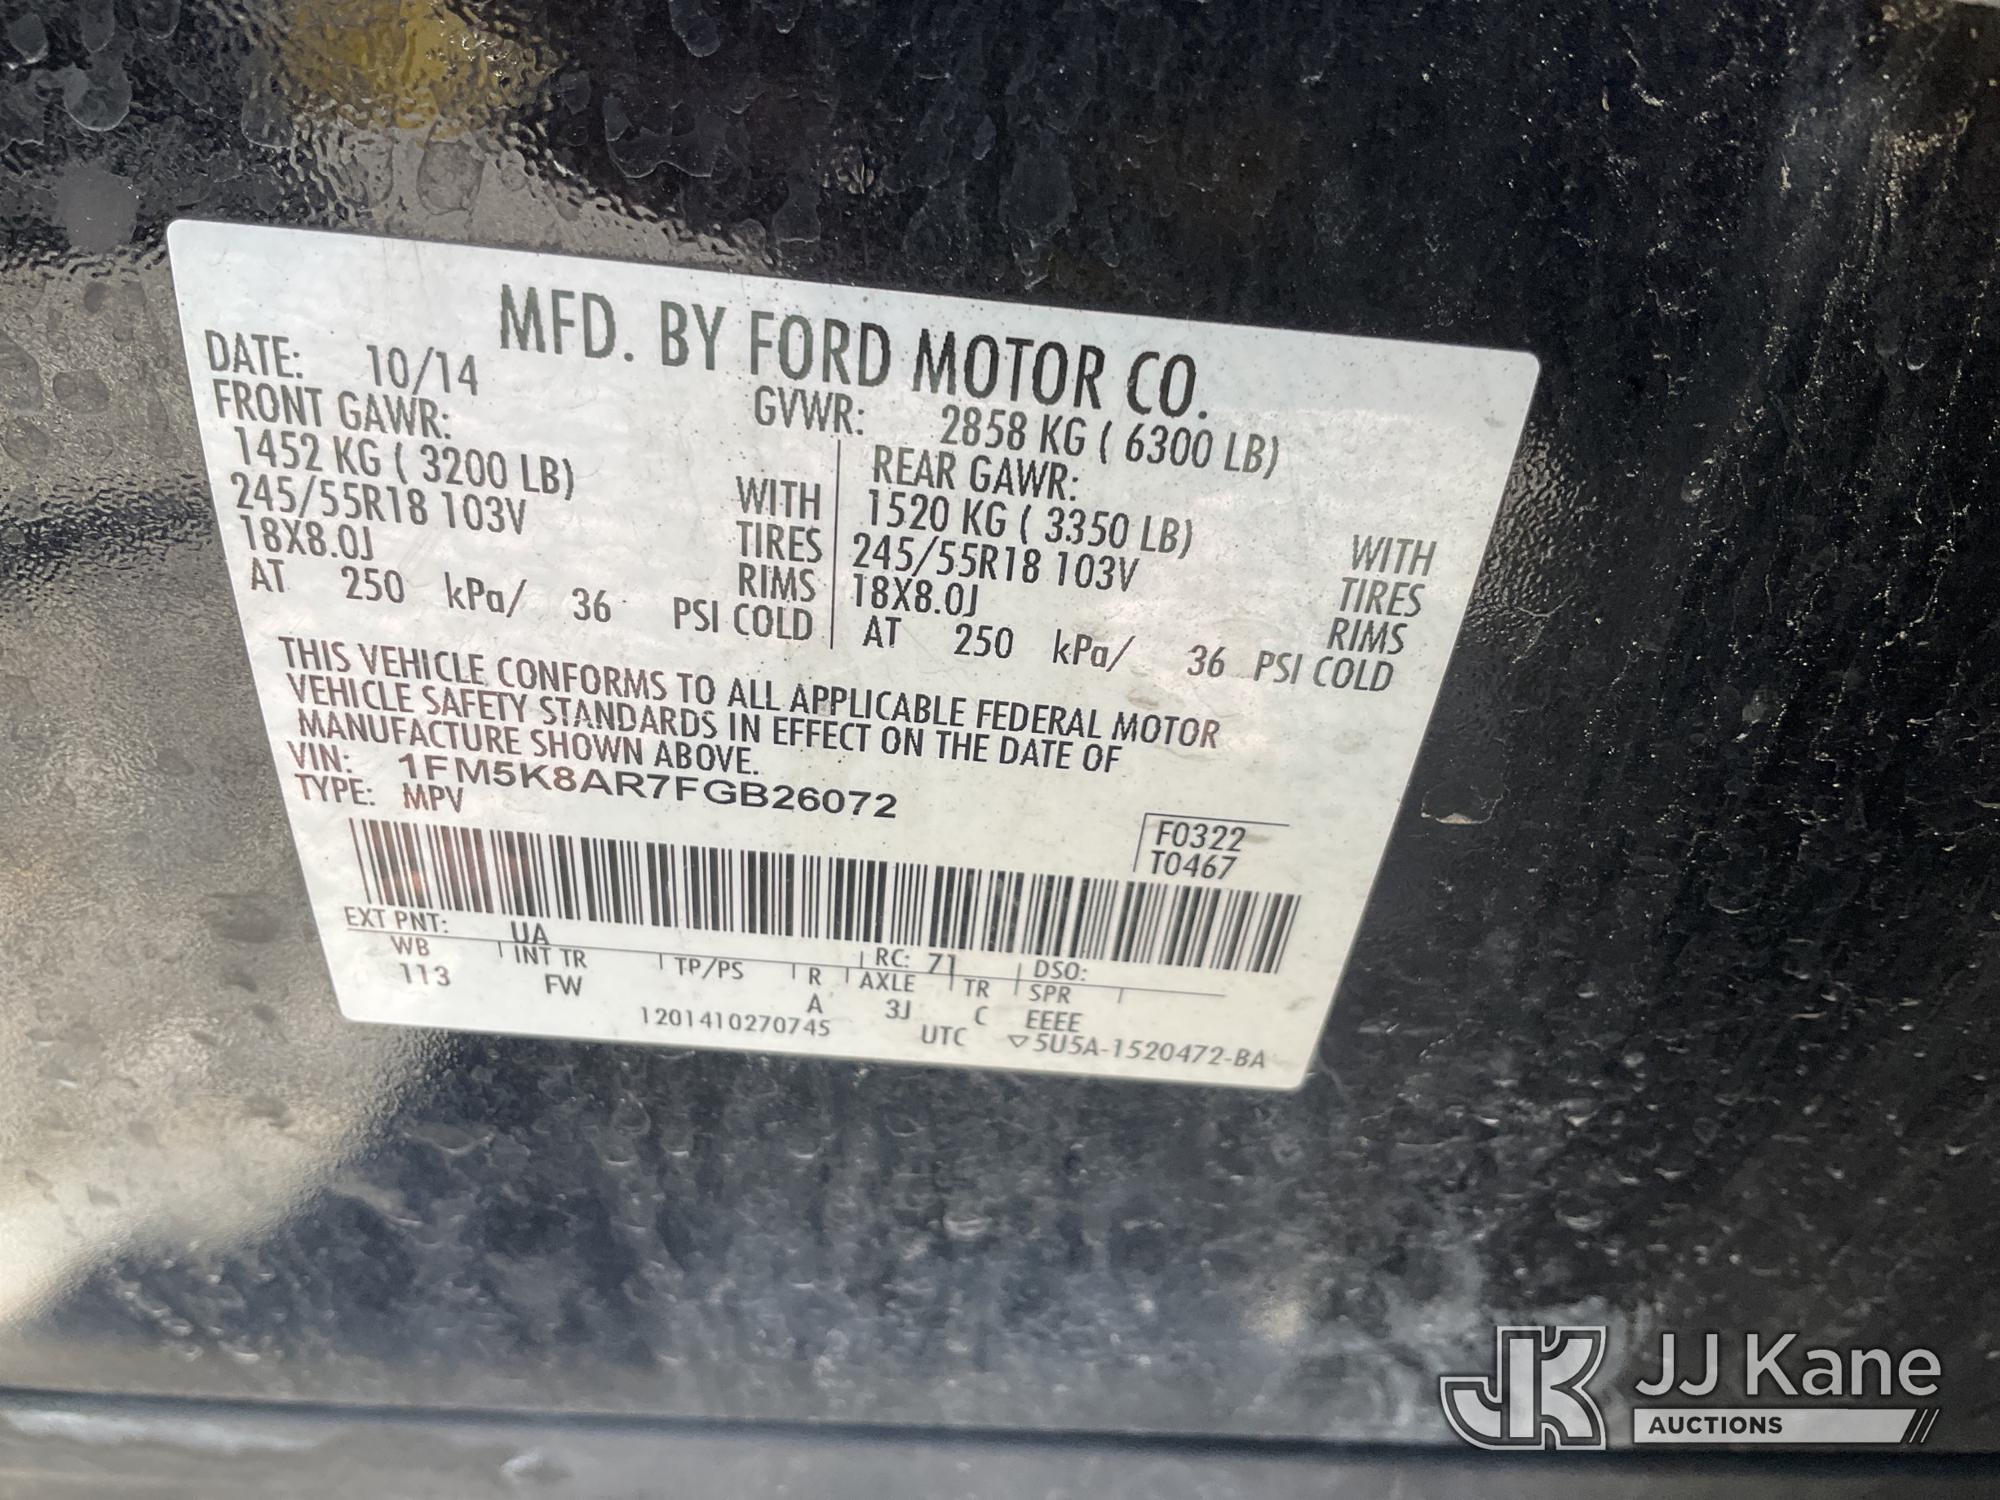 MFD. BY FORD MOTOR CO.
DATE: 10/14 GVWR: 2858 KG ( 6300 LB)
FRONT GAWR: REAR GAWR:
1452 KG ( 3200 LB) WITH 1520 KG ( 3350 LB) WITH
245/55R18 103V TIRES 245/55R18 103V TIRES
18X8.0J RIMS 18X8.0J RIMS
AT 250 kPa/ 36 PSI COLD AT 250 kPa/ 36 PSI COLD
THIS VEHICLE CONFORMS TO ALL APPLICABLE FEDERAL MOTOR
VEHICLE SAFETY STANDARDS IN EFFECT ON THE DATE OF
MANUFACTURE SHOWN ABOVE.
VIN: 1FM5K8AR7FGB26072
TYPE: MPV
F0322
T0467
EXT PNT: UA RC: 71 DSO:
WB INT TR TP/PS R AXLE TR SPR
113 FW A 3J C EEEE
1201410270745 UTC ▽5U5A-1520472-BA
JK JJ Kane
AUCTIONS